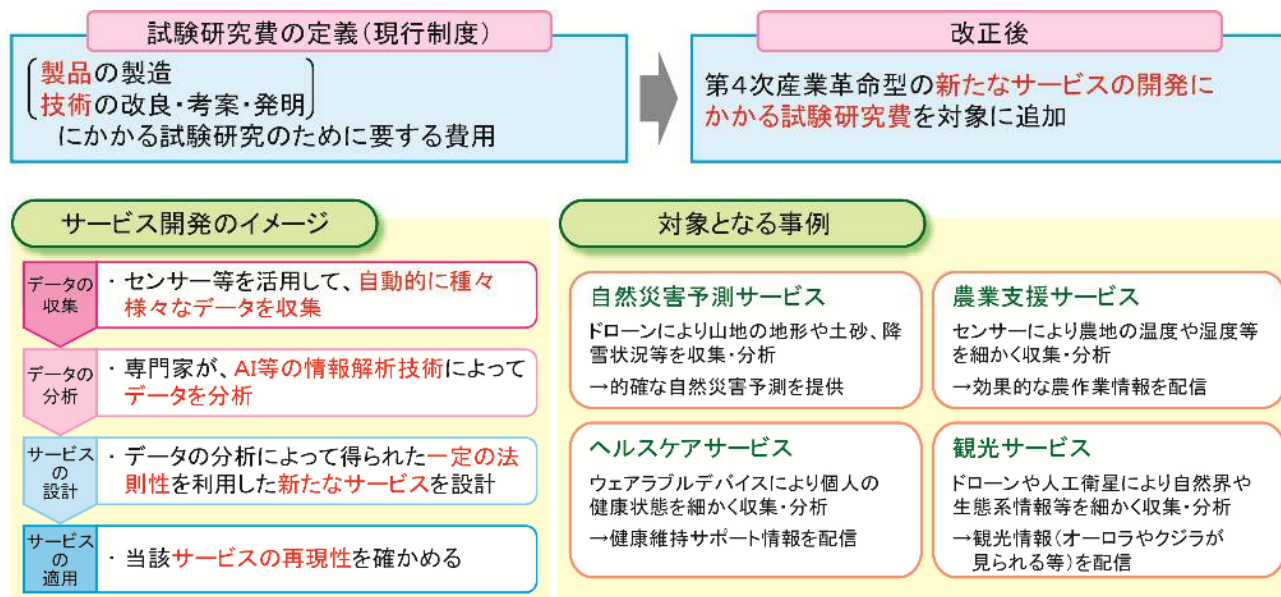 試験研究費の定義(現行制度)
製品の製造
技術の改良・考案・発明
にかかる試験研究のために要する費用
改正後
第4次産業革命型の新たなサービスの開発に
かかる試験研究費を対象に追加
サービス開発のイメージ
データの
収集
・センサー等を活用して、自動的に種々
様々なデータを収集
データの
分析
・専門家が、AI等の情報解析技術によって
データを分析
サービス
の
設計
・データの分析によって得られた一定の法
則性を利用した新たなサービスを設計
サービス
の
適用
・当該サービスの再現性を確かめる
対象となる事例
自然災害予測サービス
ドローンにより山地の地形や土砂、降
雪状況等を収集・分析
→的確な自然災害予測を提供
農業支援サービス
センサーにより農地の温度や湿度等
を細かく収集・分析
→効果的な農作業情報を配信
ヘルスケアサービス
ウェアラブルデバイスにより個人の
健康状態を細かく収集・分析
→健康維持サポート情報を配信
観光サービス
ドローンや人工衛星により自然界や
生態系情報等を細かく収集・分析
→観光情報(オーロラやクジラが
見られる等)を配信